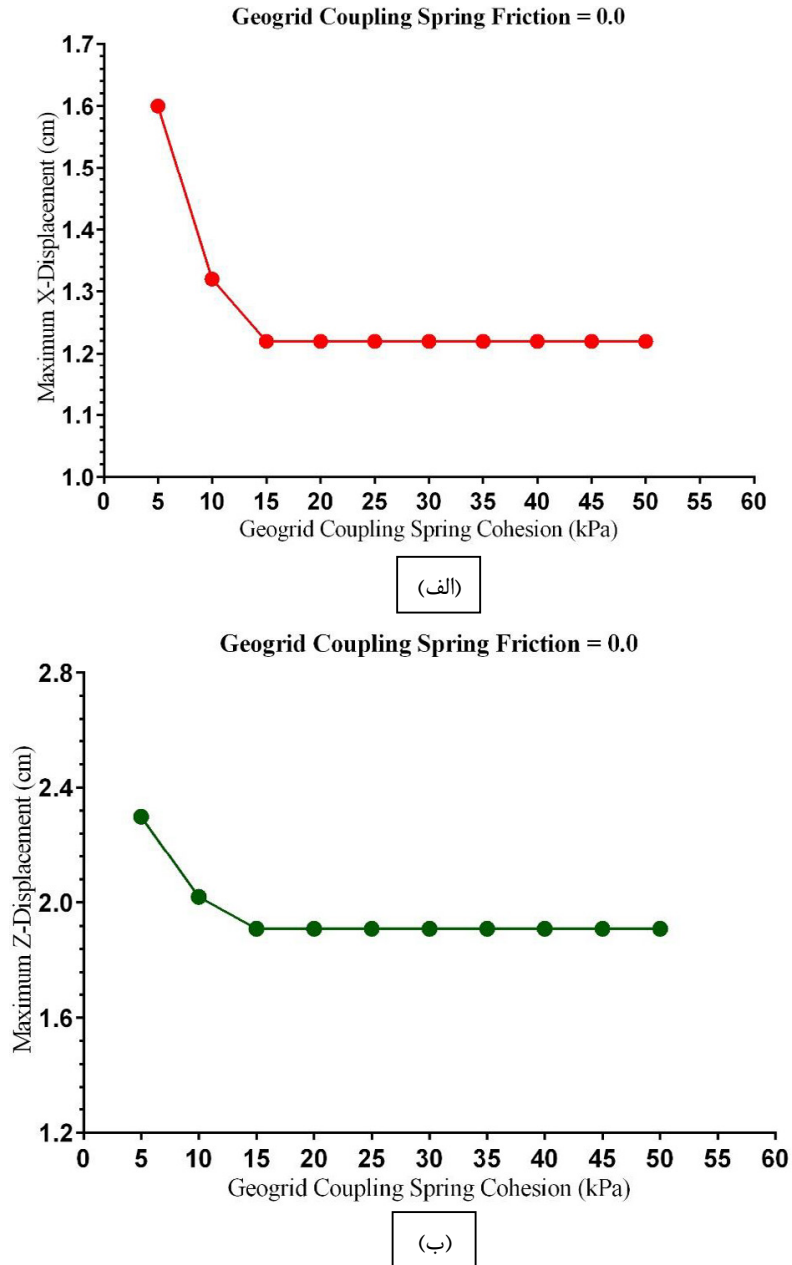 Geogrid Coupling Spring Friction = 0.0
Maximum X-Displacement (cm)
1.7
1.6
1.5
1.4
1.3
1.2
1.1
1.0
0 5 10 15 20 25 30 35 40 45 50 55 60
Geogrid Coupling Spring Cohesion (kPa)
(الف)
Geogrid Coupling Spring Friction = 0.0
Maximum Z-Displacement (cm)
2.8
2.4
2.0
1.6
1.2
0 5 10 15 20 25 30 35 40 45 50 55 60
Geogrid Coupling Spring Cohesion (kPa)
(ب)